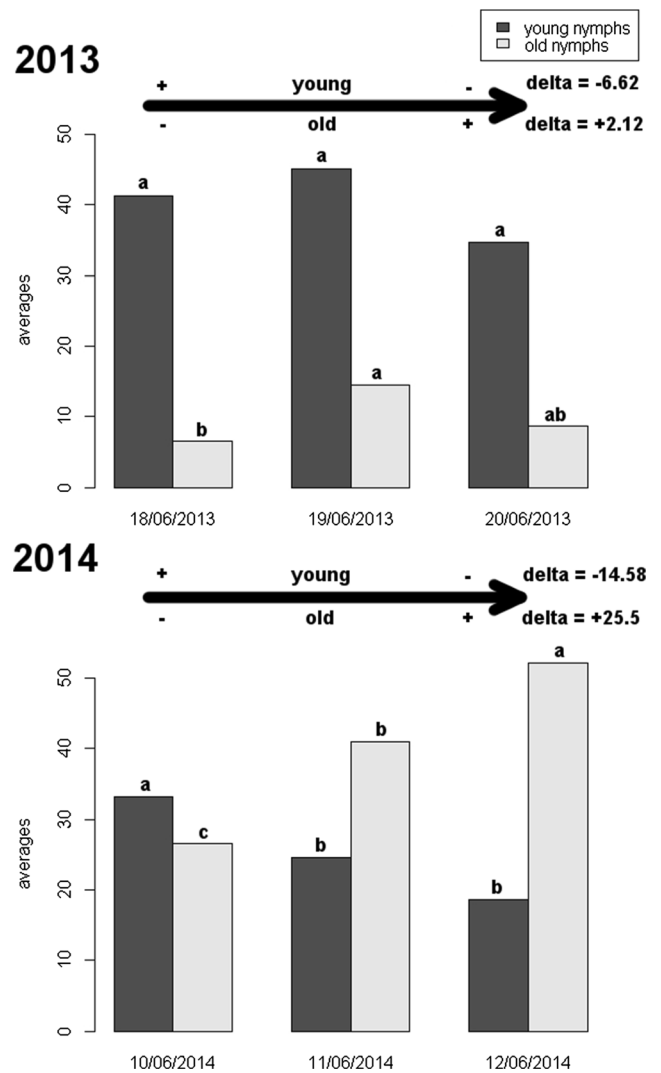 young nymphs
old nymphs
2013
+ young - delta = -6.62
- old + delta = +2.12
averages
50
40
30
20
10
0
a
b
a
a
a
ab
18/06/2013 19/06/2013 20/06/2013
2014
+ young - delta = -14.58
- old + delta = +25.5
averages
50
40
30
20
10
0
a
c
b
b
b
a
10/06/2014 11/06/2014 12/06/2014